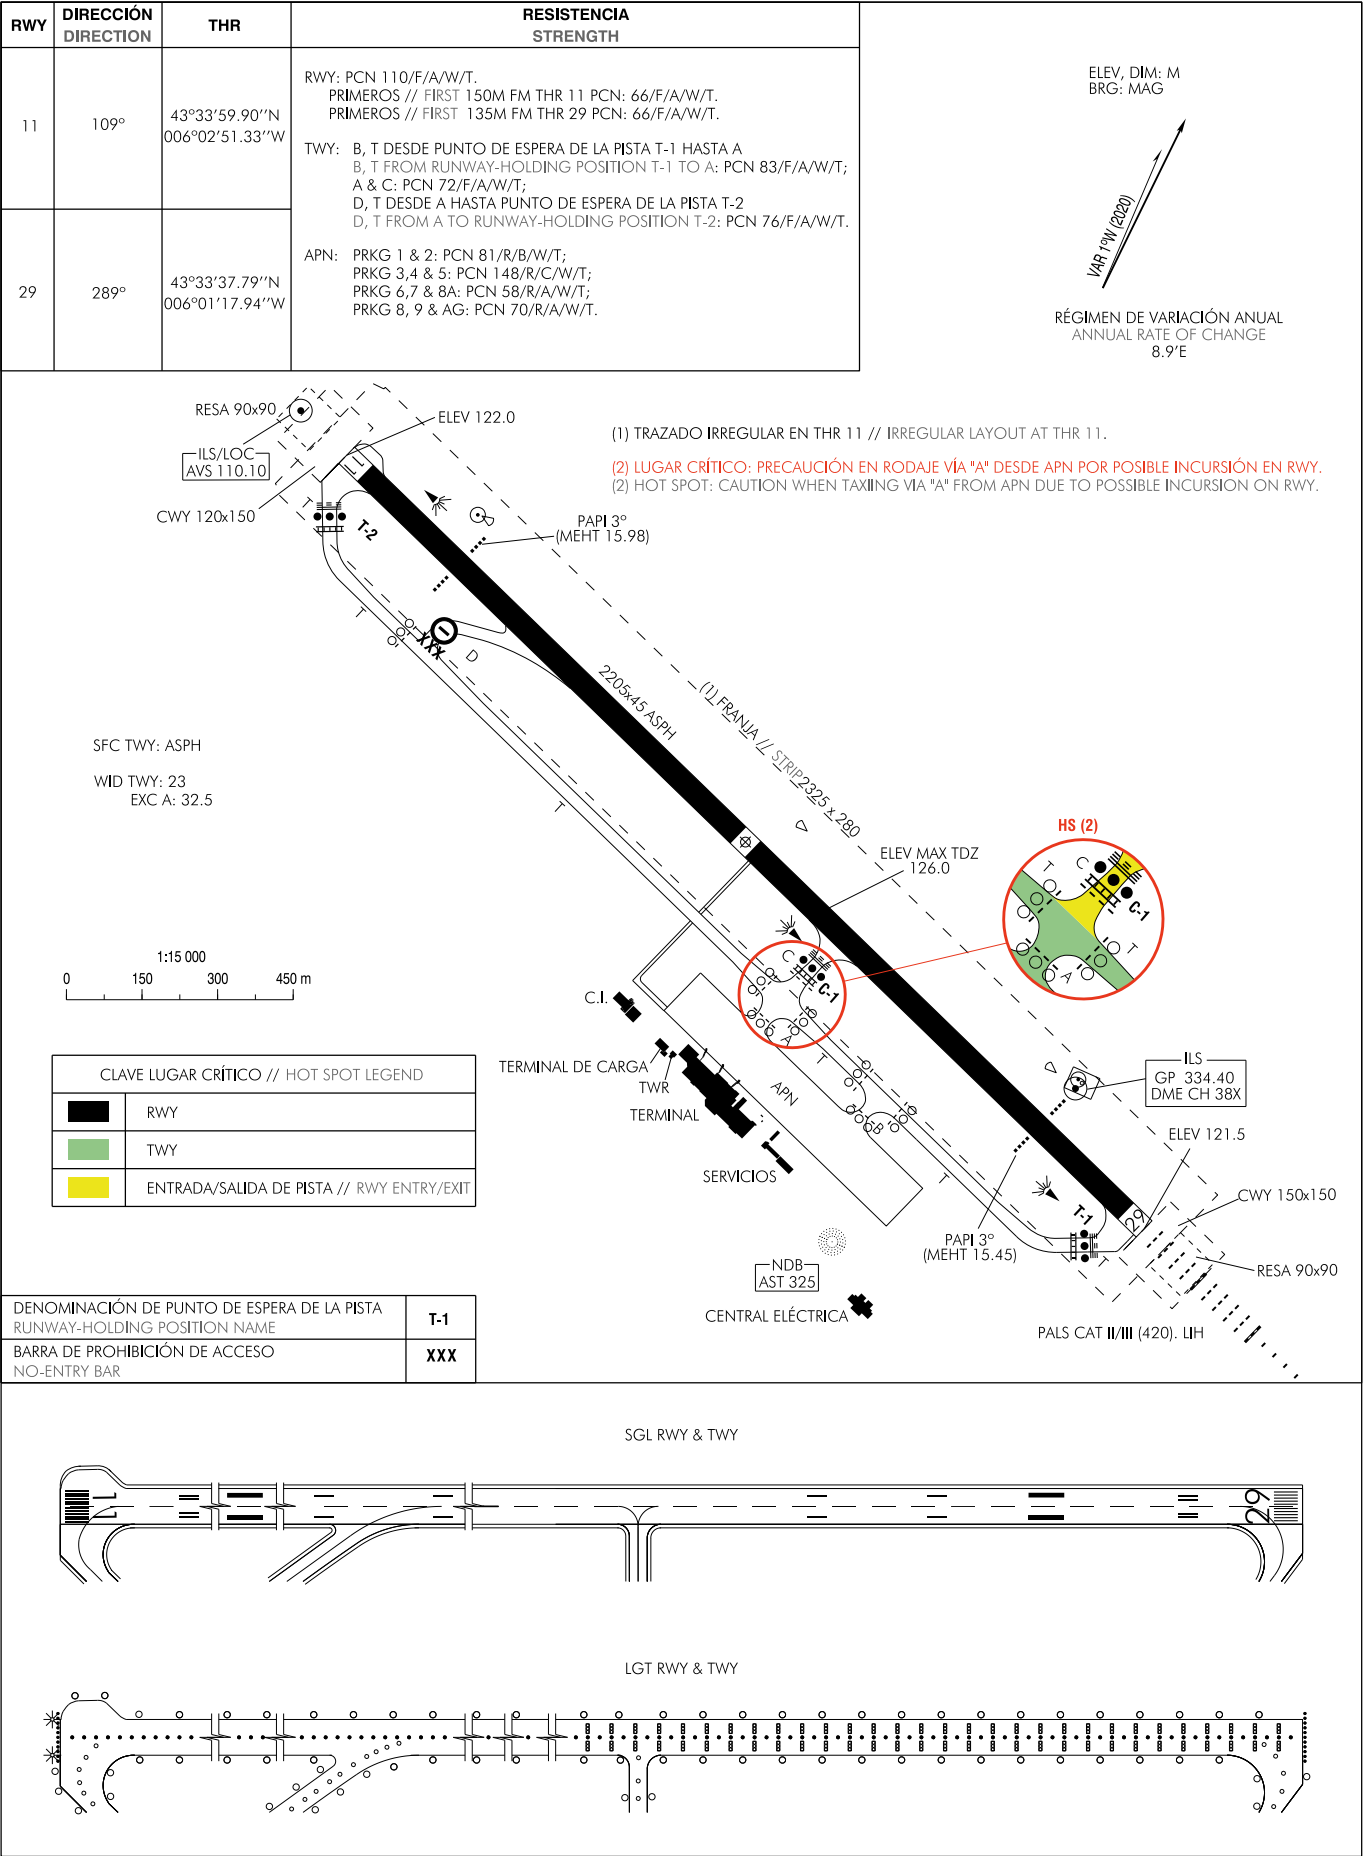 RWY
DIRECCIÓN
DIRECTION
THR
RESISTENCIA
STRENGTH
11
109º
43º33'59.90''N
006º02'51.33''W
29
289º
43º33'37.79''N
006º01'17.94''W
RWY: PCN 110/F/A/W/T.
PRIMEROS // FIRST 150M FM THR 11 PCN: 66/F/A/W/T.
PRIMEROS // FIRST 135M FM THR 29 PCN: 66/F/A/W/T.
TWY: B, T DESDE PUNTO DE ESPERA DE LA PISTA T-1 HASTA A
B, T FROM RUNWAY-HOLDING POSITION T-1 TO A: PCN 83/F/A/W/T;
A & C: PCN 72/F/A/W/T;
D, T DESDE A HASTA PUNTO DE ESPERA DE LA PISTA T-2
D, T FROM A TO RUNWAY-HOLDING POSITION T-2: PCN 76/F/A/W/T.
APN: PRKG 1 & 2: PCN 81/R/B/W/T;
PRKG 3,4 & 5: PCN 148/R/C/W/T;
PRKG 6,7 & 8A: PCN 58/R/A/W/T;
PRKG 8, 9 & AG: PCN 70/R/A/W/T.
ELEV, DIM: M
BRG: MAG
VAR 1ºW (2020)
RÉGIMEN DE VARIACIÓN ANUAL
ANNUAL RATE OF CHANGE
8.9'E
RESA 90x90
ELEV 122.0
ILS/LOC
AVS 110.10
CWY 120x150
(1) TRAZADO IRREGULAR EN THR 11 // IRREGULAR LAYOUT AT THR 11.
(2) LUGAR CRÍTICO: PRECAUCIÓN EN RODAJE VÍA "A" DESDE APN POR POSIBLE INCURSIÓN EN RWY.
(2) HOT SPOT: CAUTION WHEN TAXIING VIA "A" FROM APN DUE TO POSSIBLE INCURSION ON RWY.
11
T
T-2
PAPI 3º
(MEHT 15.98)
T
XXX
D
2205x45 ASPH
(1) FRANJA // STRIP 2325 x 280
SFC TWY: ASPH
WID TWY: 23
EXC A: 32.5
T
ELEV MAX TDZ
126.0
HS (2)
T
C
C-1
T
A
1:15 000
0 150 300 450 m
C
C-1
A
T
C.I.
TERMINAL DE CARGA
TWR
TERMINAL
APN
B
SERVICIOS
T
ILS
GP 334.40
DME CH 38X
ELEV 121.5
CWY 150x150
RESA 90x90
T-1
29
T
PAPI 3º
(MEHT 15.45)
NDB
AST 325
CENTRAL ELÉCTRICA
PALS CAT II/III (420). LIH
CLAVE LUGAR CRÍTICO // HOT SPOT LEGEND
RWY
TWY
ENTRADA/SALIDA DE PISTA // RWY ENTRY/EXIT
DENOMINACIÓN DE PUNTO DE ESPERA DE LA PISTA
RUNWAY-HOLDING POSITION NAME
T-1
BARRA DE PROHIBICIÓN DE ACCESO
NO-ENTRY BAR
XXX
SGL RWY & TWY
11
29
LGT RWY & TWY